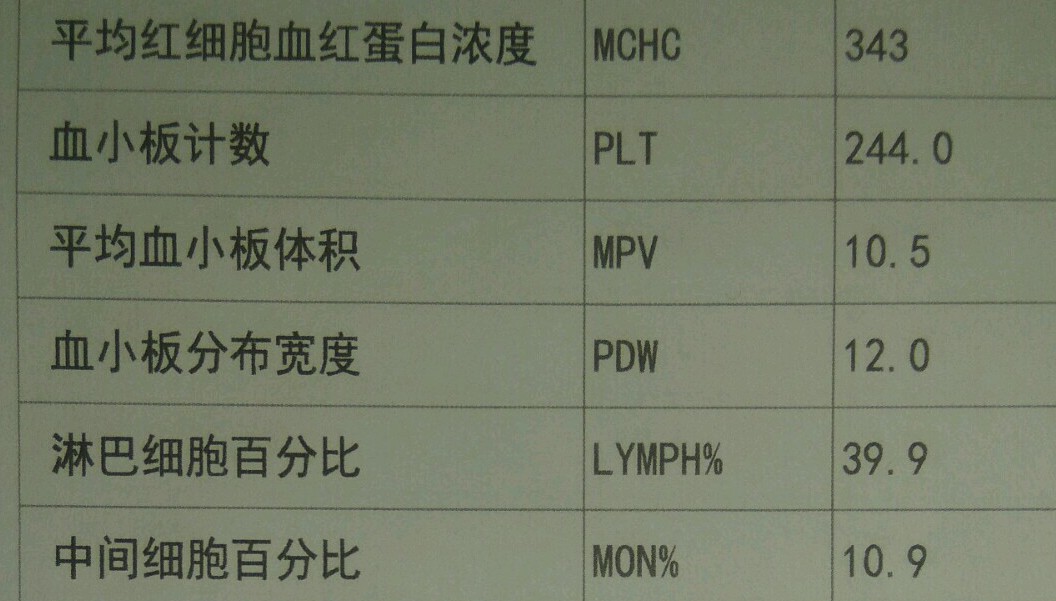 平均红细胞血红蛋白浓度 MCHC 343
血小板计数 PLT 244.0
平均血小板体积 MPV 10.5
血小板分布宽度 PDW 12.0
淋巴细胞百分比 LYMPH% 39.9
中间细胞百分比 MON% 10.9